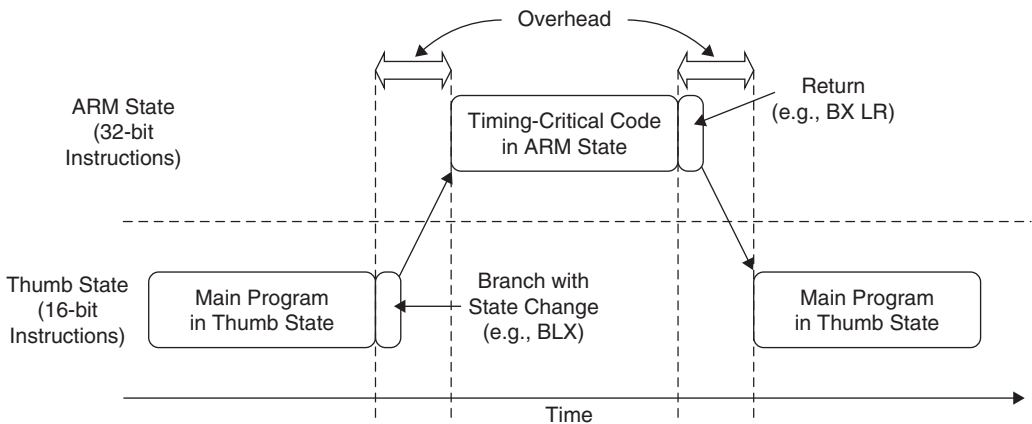 Overhead
ARM State
(32-bit
Instructions)
Timing-Critical Code
in ARM State
Return
(e.g., BX LR)
Thumb State
(16-bit
Instructions)
Main Program
in Thumb State
Branch with
State Change
(e.g., BLX)
Main Program
in Thumb State
Time